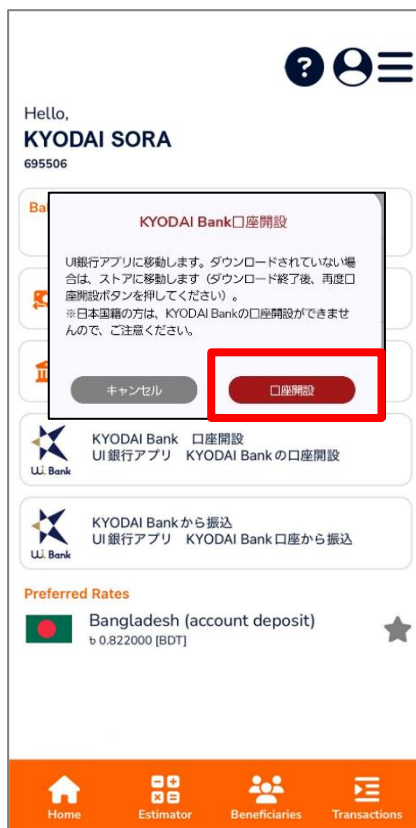 ?
Hello,
KYODAI SORA
695506
Ba
KYODAI Bank口座開設
UI銀行アプリに移動します。ダウンロードされていない場
合は、ストアに移動します（ダウンロード終了後、再度口
座開設ボタンを押してください）。
※日本国籍の方は、KYODAI Bankの口座開設ができませ
んので、ご注意ください。
キャンセル
口座開設
KYODAI Bank 口座開設
UI銀行アプリ KYODAI Bankの口座開設
UI Bank
KYODAI Bankから振込
UI銀行アプリ KYODAI Bank口座から振込
UI Bank
Preferred Rates
Bangladesh (account deposit)
৳ 0.822000 [BDT]
Home
Estimator
Beneficiaries
Transactions